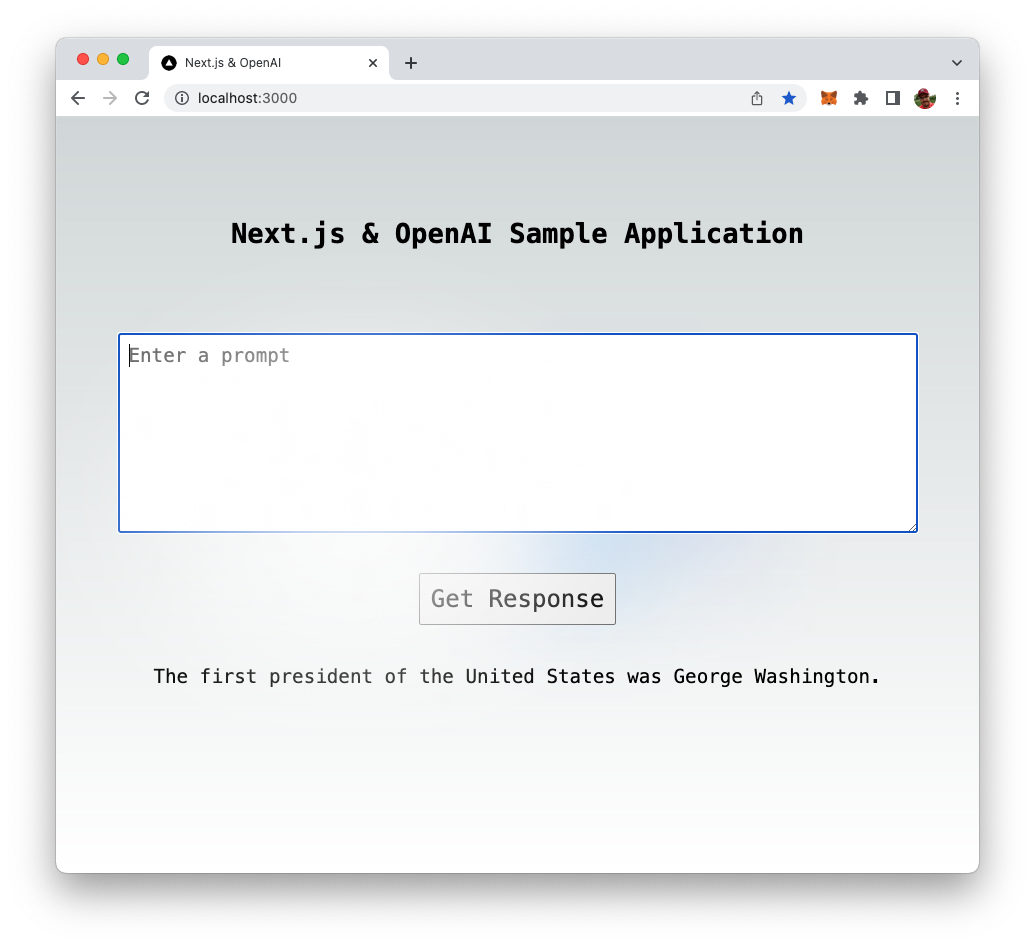 Next.js & OpenAI
localhost:3000
Next.js & OpenAI Sample Application
Enter a prompt
Get Response
The first president of the United States was George Washington.